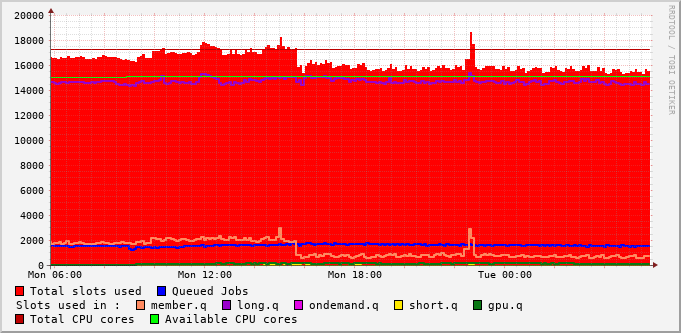 RRDTOOL / TOBI OETIKER
20000
18000
16000
14000
12000
10000
8000
6000
4000
2000
0
Mon 06:00 Mon 12:00 Mon 18:00 Tue 00:00
Total slots used Queued Jobs
Slots used in : member.q long.q ondemand.q short.q gpu.q
Total CPU cores Available CPU cores